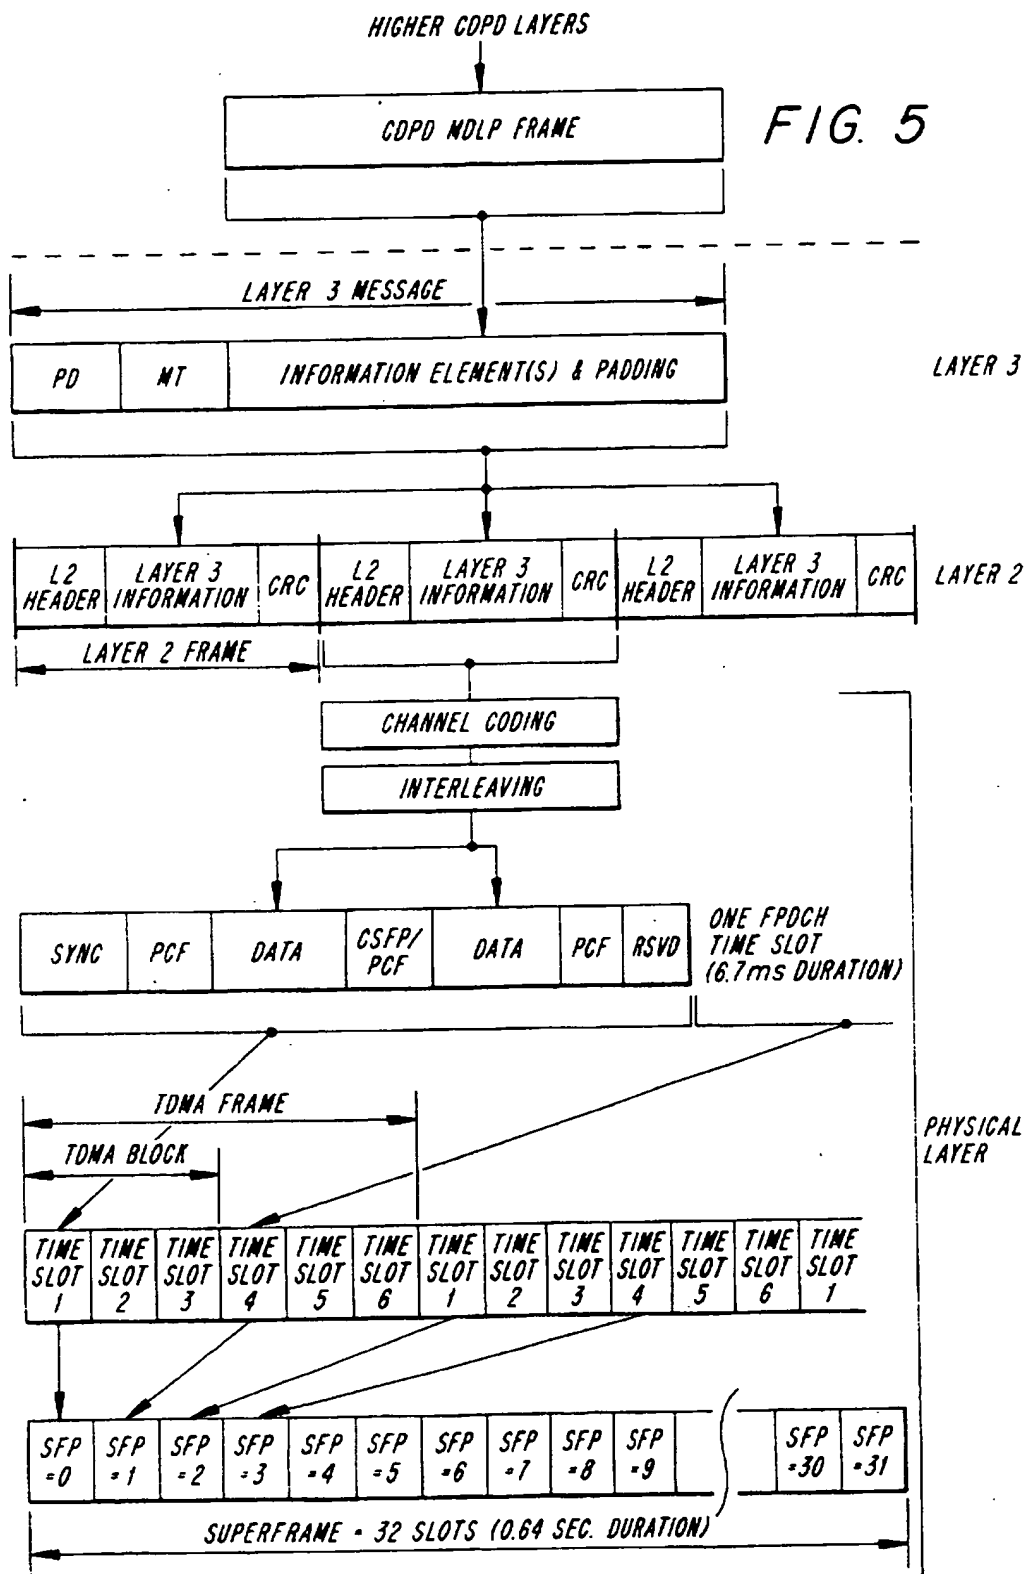 HIGHER CDPD LAYERS
CDPD MDLP FRAME
FIG. 5
LAYER 3 MESSAGE
PD
MT
INFORMATION ELEMENT(S) & PADDING
LAYER 3
L2 HEADER
LAYER 3 INFORMATION
CRC
L2 HEADER
LAYER 3 INFORMATION
CRC
L2 HEADER
LAYER 3 INFORMATION
CRC
LAYER 2
LAYER 2 FRAME
CHANNEL CODING
INTERLEAVING
SYNC
PCF
DATA
CSFP/ PCF
DATA
PCF
RSVD
ONE FPDCH
TIME SLOT
(6.7ms DURATION)
TDMA FRAME
TDMA BLOCK
PHYSICAL
LAYER
TIME SLOT 1
TIME SLOT 2
TIME SLOT 3
TIME SLOT 4
TIME SLOT 5
TIME SLOT 6
TIME SLOT 1
TIME SLOT 2
TIME SLOT 3
TIME SLOT 4
TIME SLOT 5
TIME SLOT 6
TIME SLOT 1
SFP =0
SFP =1
SFP =2
SFP =3
SFP =4
SFP =5
SFP =6
SFP =7
SFP =8
SFP =9
SFP =30
SFP =31
SUPERFRAME = 32 SLOTS (0.64 SEC. DURATION)